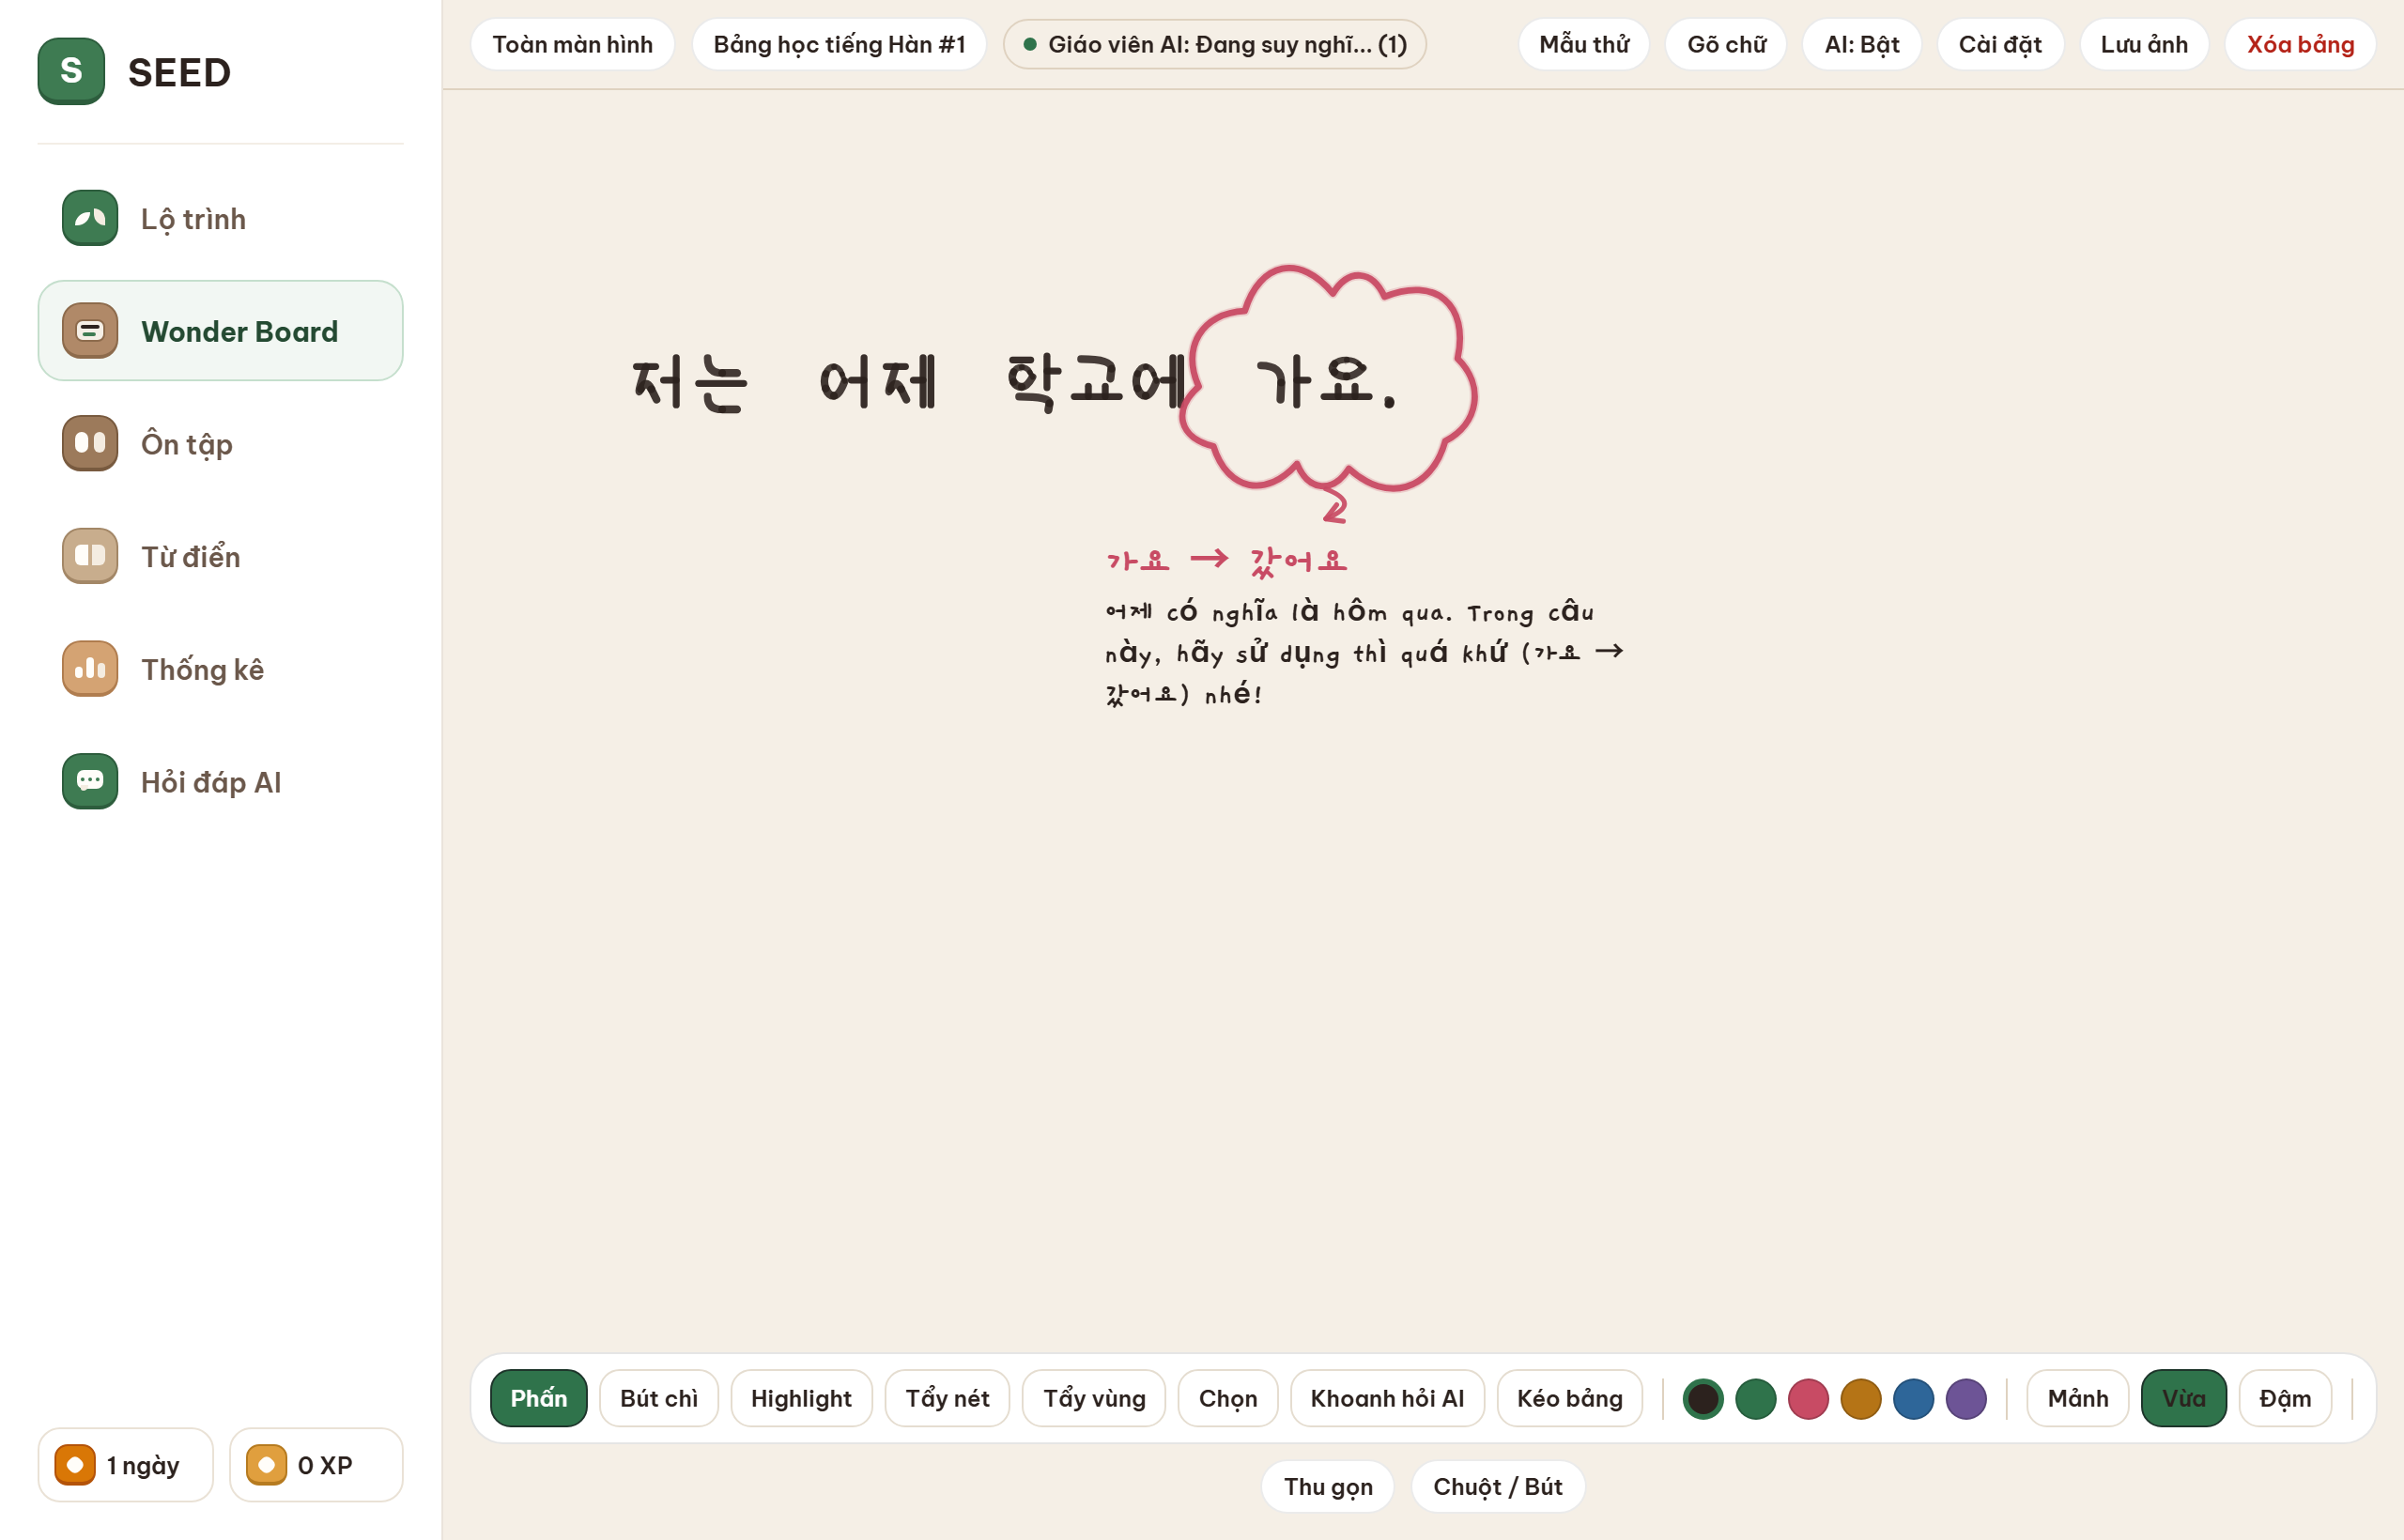 S SEED
Lộ trình
Wonder Board
Ôn tập
Từ điển
Thống kê
Hỏi đáp AI
1 ngày
0 XP
Toàn màn hình
Bảng học tiếng Hàn #1
Giáo viên AI: Đang suy nghĩ... (1)
Mẫu thử
Gõ chữ
AI: Bật
Cài đặt
Lưu ảnh
Xóa bảng
저는 어제 학교에 가요.
가요 → 갔어요
어제 có nghĩa là hôm qua. Trong câu
này, hãy sử dụng thì quá khứ (가요 →
갔어요) nhé!
Phấn
Bút chì
Highlight
Tẩy nét
Tẩy vùng
Chọn
Khoanh hỏi AI
Kéo bảng
Mảnh
Vừa
Đậm
Thu gọn
Chuột / Bút